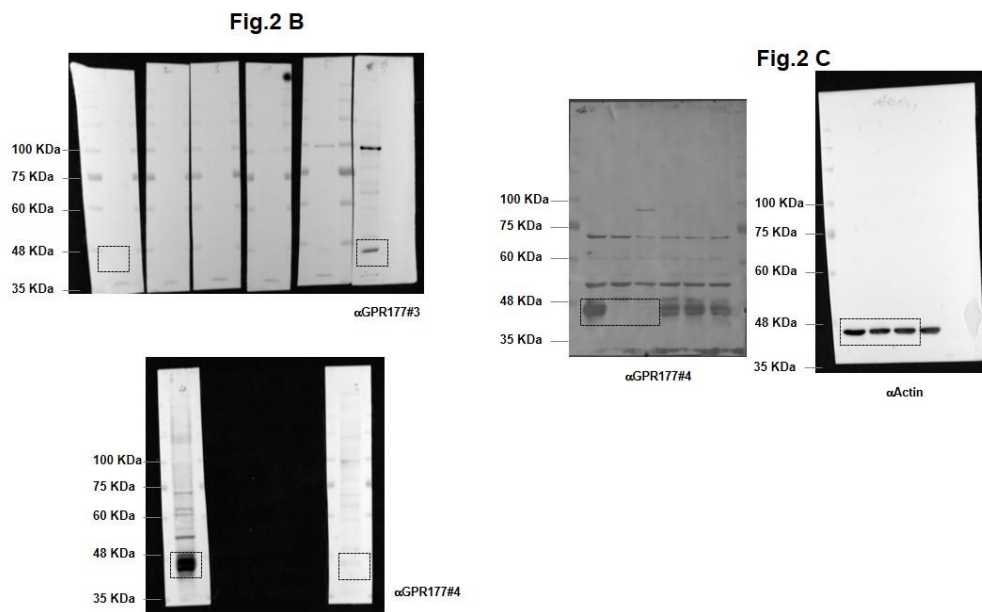 Fig.2 B
100 KDa
75 KDa
60 KDa
48 KDa
35 KDa
αGPR177#3
100 KDa
75 KDa
60 KDa
48 KDa
35 KDa
αGPR177#4
Fig.2 C
100 KDa
75 KDa
60 KDa
48 KDa
35 KDa
αGPR177#4
100 KDa
75 KDa
60 KDa
48 KDa
35 KDa
αActin